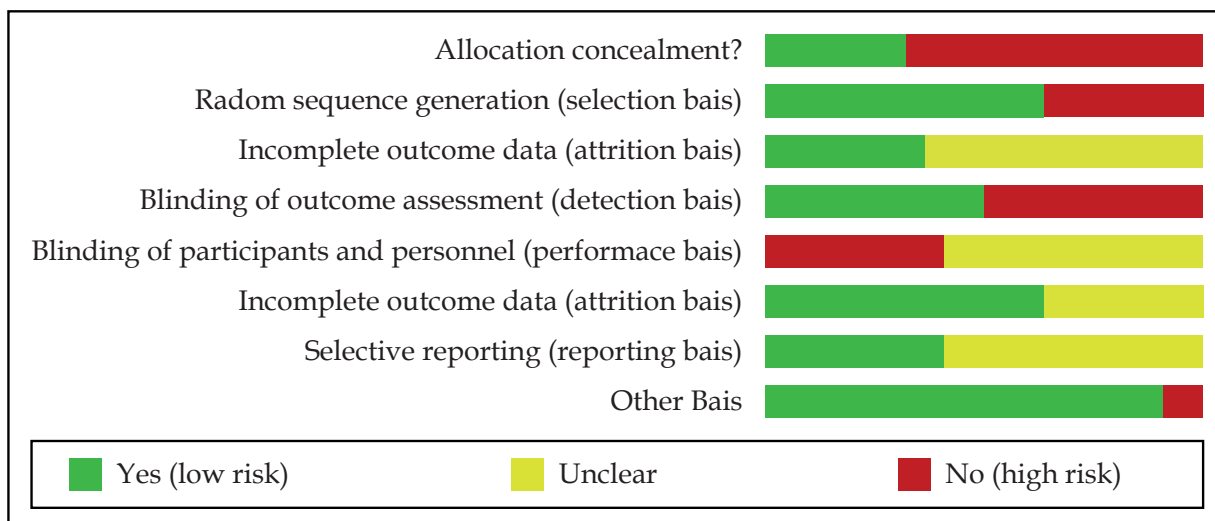 Allocation concealment?
Radom sequence generation (selection bais)
Incomplete outcome data (attrition bais)
Blinding of outcome assessment (detection bais)
Blinding of participants and personnel (performace bais)
Incomplete outcome data (attrition bais)
Selective reporting (reporting bais)
Other Bais
Yes (low risk) Unclear No (high risk)